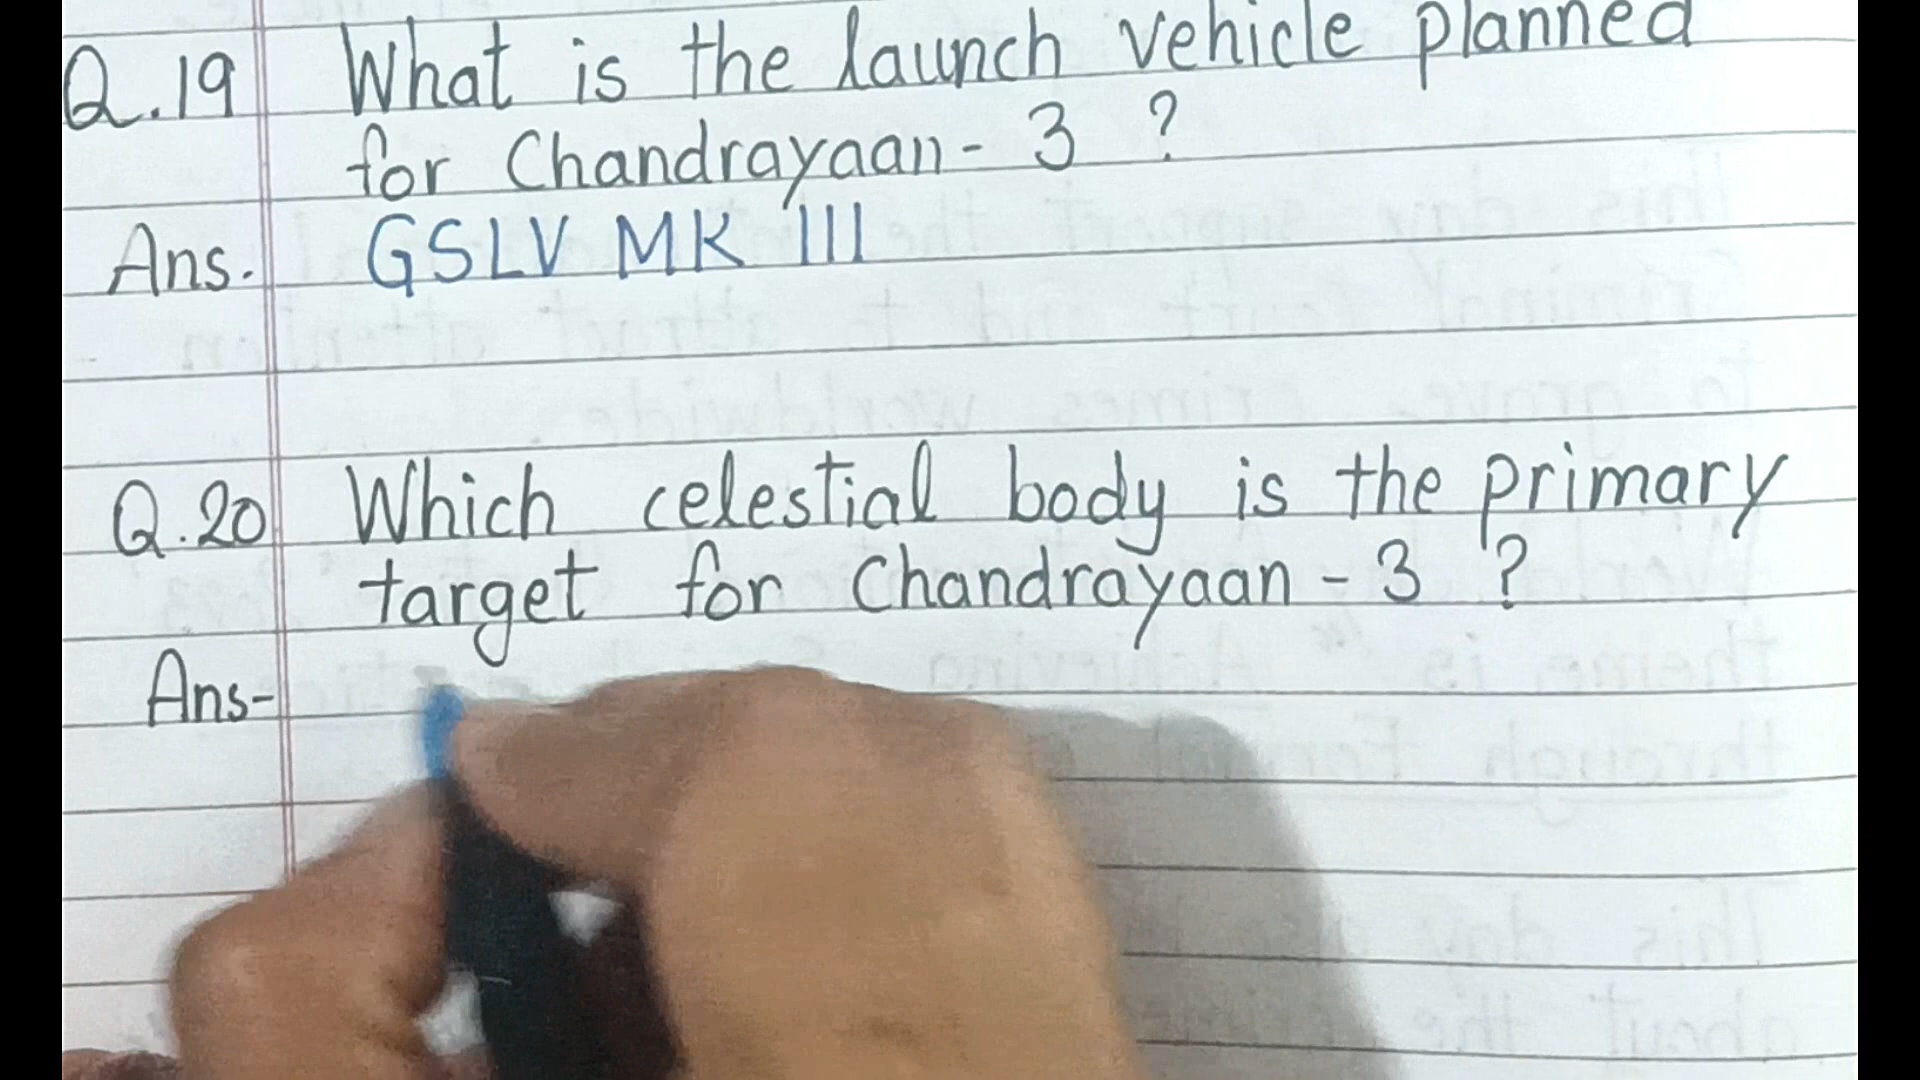 Q.19 What is the launch vehicle planned
for Chandrayaan - 3 ?
Ans. GSLV MK III
Q.20 Which celestial body is the primary
target for Chandrayaan - 3 ?
Ans-